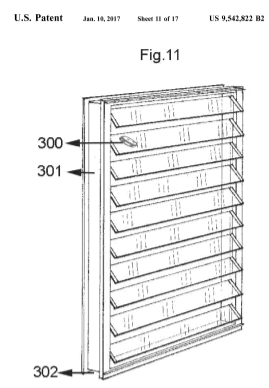 U.S. Patent Jan. 10, 2017 Sheet 11 of 17 US 9,542,822 B2
Fig.11
300
301
302